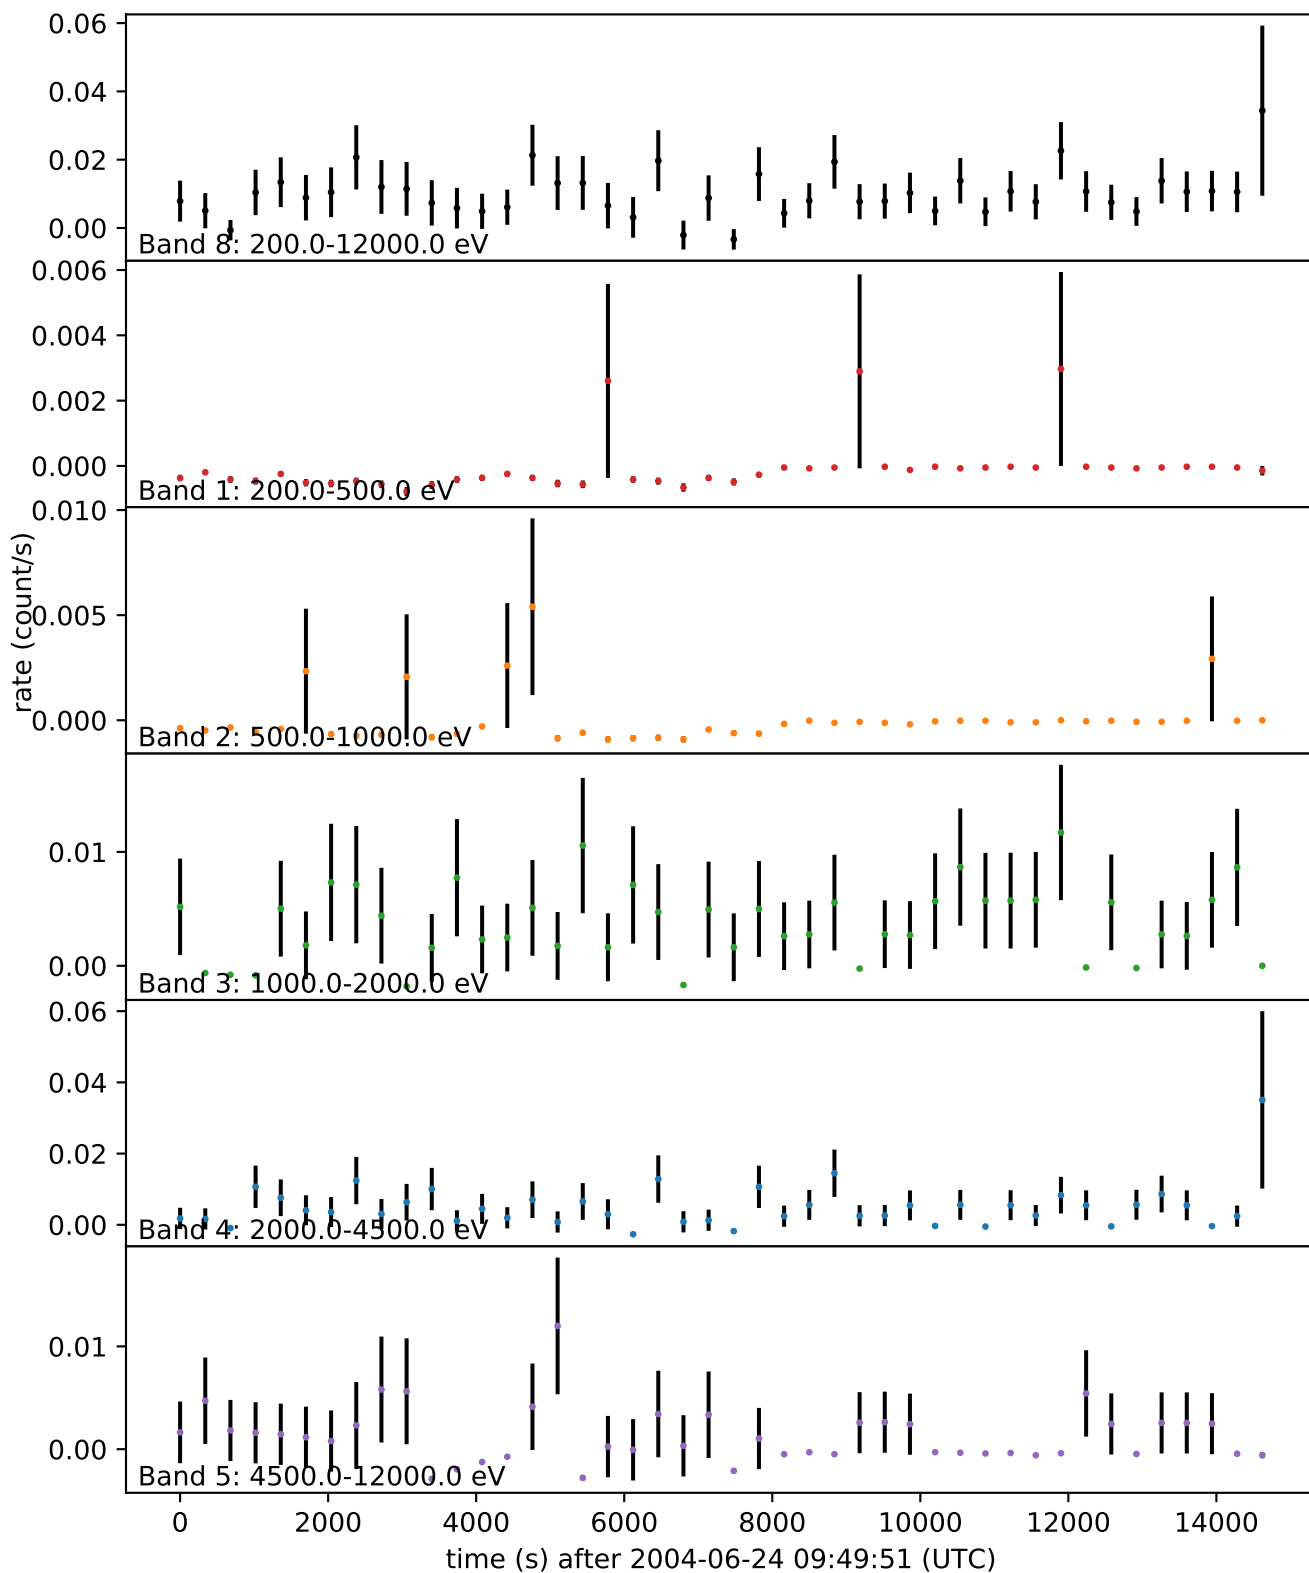 0.06
0.04
0.02
0.00
Band 8: 200.0-12000.0 eV
0.006
0.004
0.002
0.000
Band 1: 200.0-500.0 eV
rate (count/s)
0.010
0.005
0.000
Band 2: 500.0-1000.0 eV
0.01
0.00
Band 3: 1000.0-2000.0 eV
0.06
0.04
0.02
0.00
Band 4: 2000.0-4500.0 eV
0.01
0.00
Band 5: 4500.0-12000.0 eV
0 2000 4000 6000 8000 10000 12000 14000
time (s) after 2004-06-24 09:49:51 (UTC)